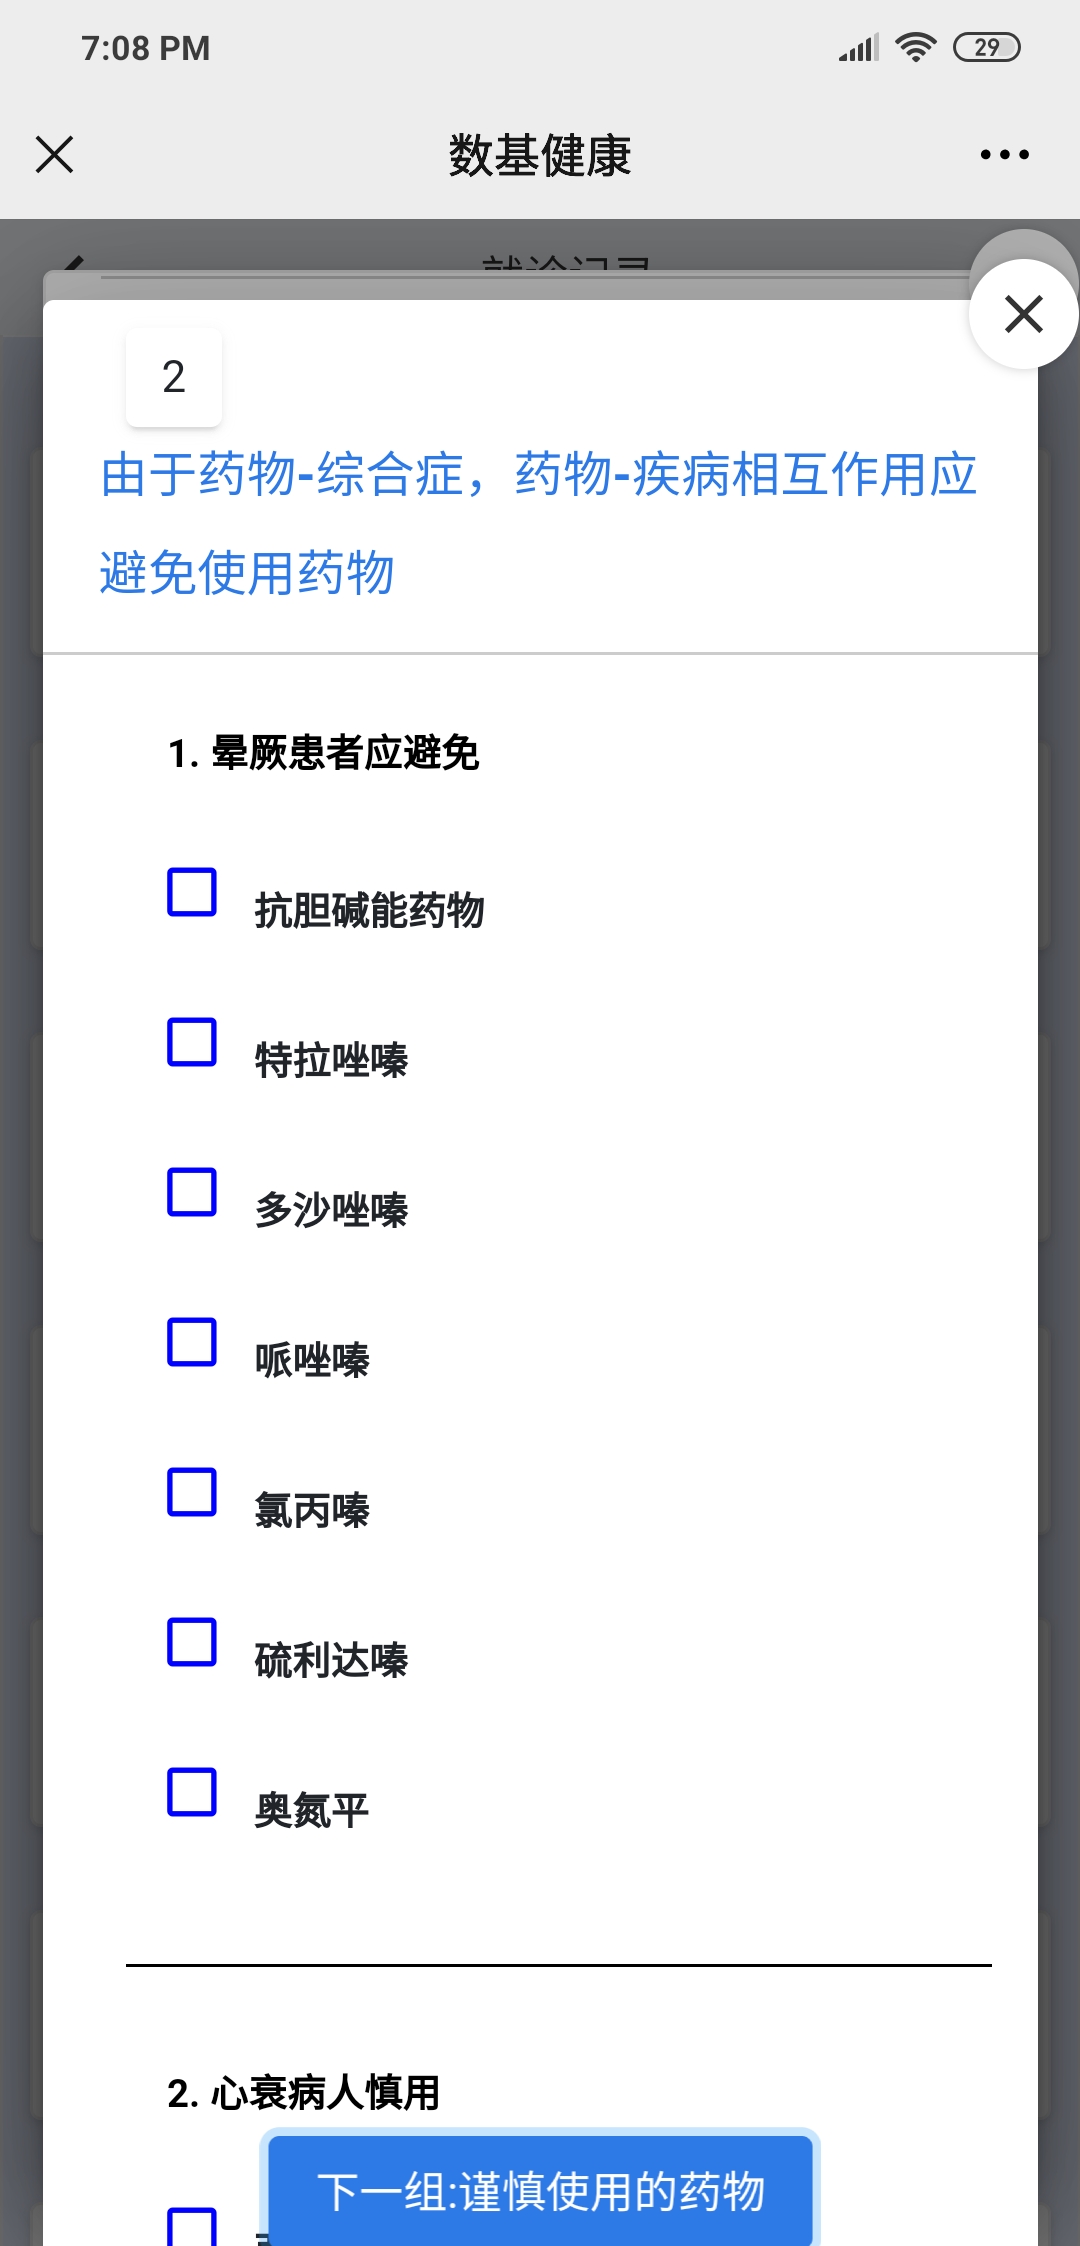 7:08 PM
29
数基健康
就诊记录
2
由于药物-综合症，药物-疾病相互作用应
避免使用药物
1. 晕厥患者应避免
抗胆碱能药物
特拉唑嗪
多沙唑嗪
哌唑嗪
氯丙嗪
硫利达嗪
奥氮平
2. 心衰病人慎用
下一组:谨慎使用的药物